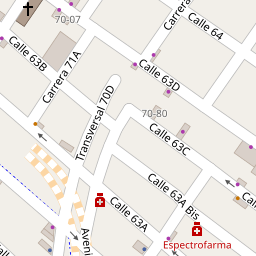 70-07
Carrera
Calle 64
Calle 63B
Carrera 71A
Calle 63D
Transversal 70D
70-80
Calle 63C
Calle 63A Bis
Calle 63A
Aveni
Espectrofarma